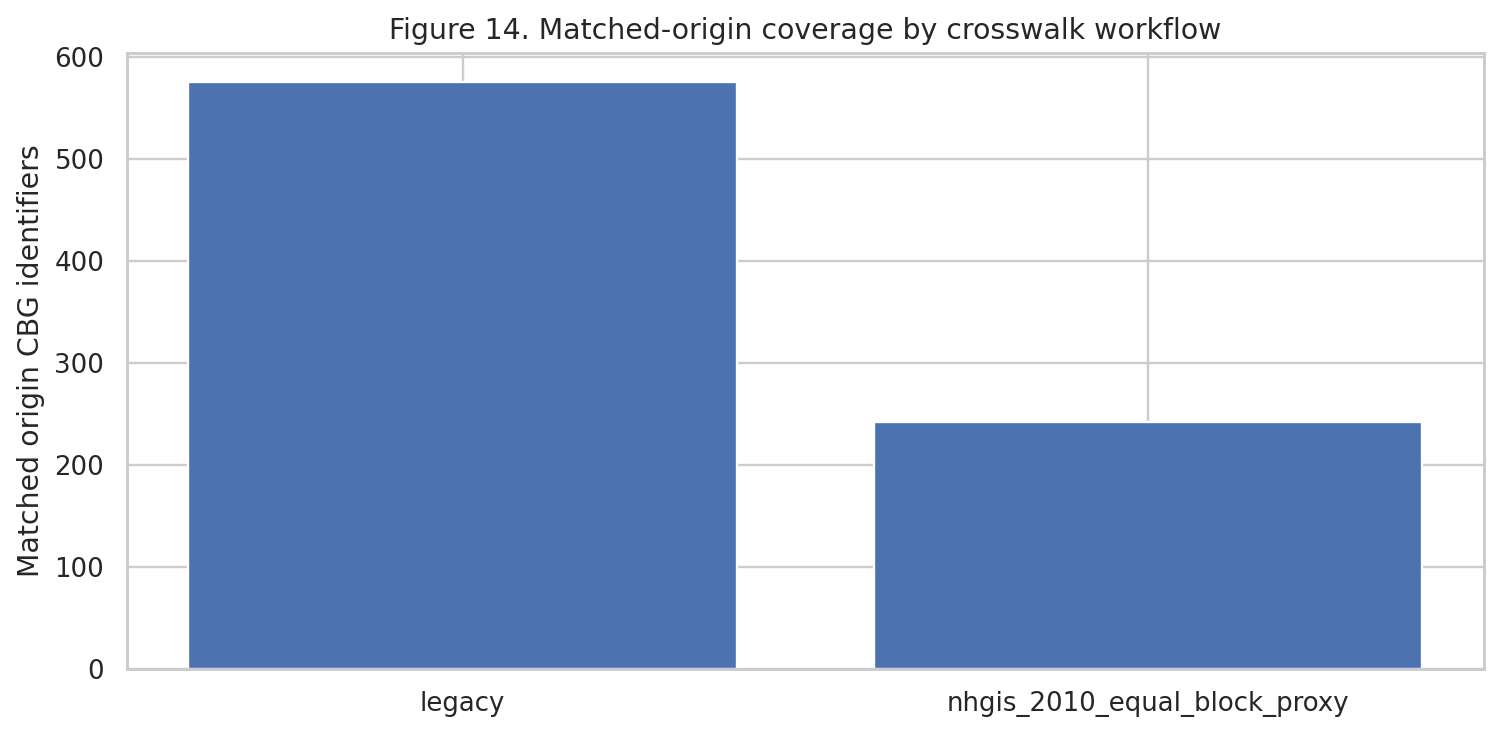 Figure 14. Matched-origin coverage by crosswalk workflow
Matched origin CBG identifiers
600
500
400
300
200
100
0
legacy
nhgis_2010_equal_block_proxy